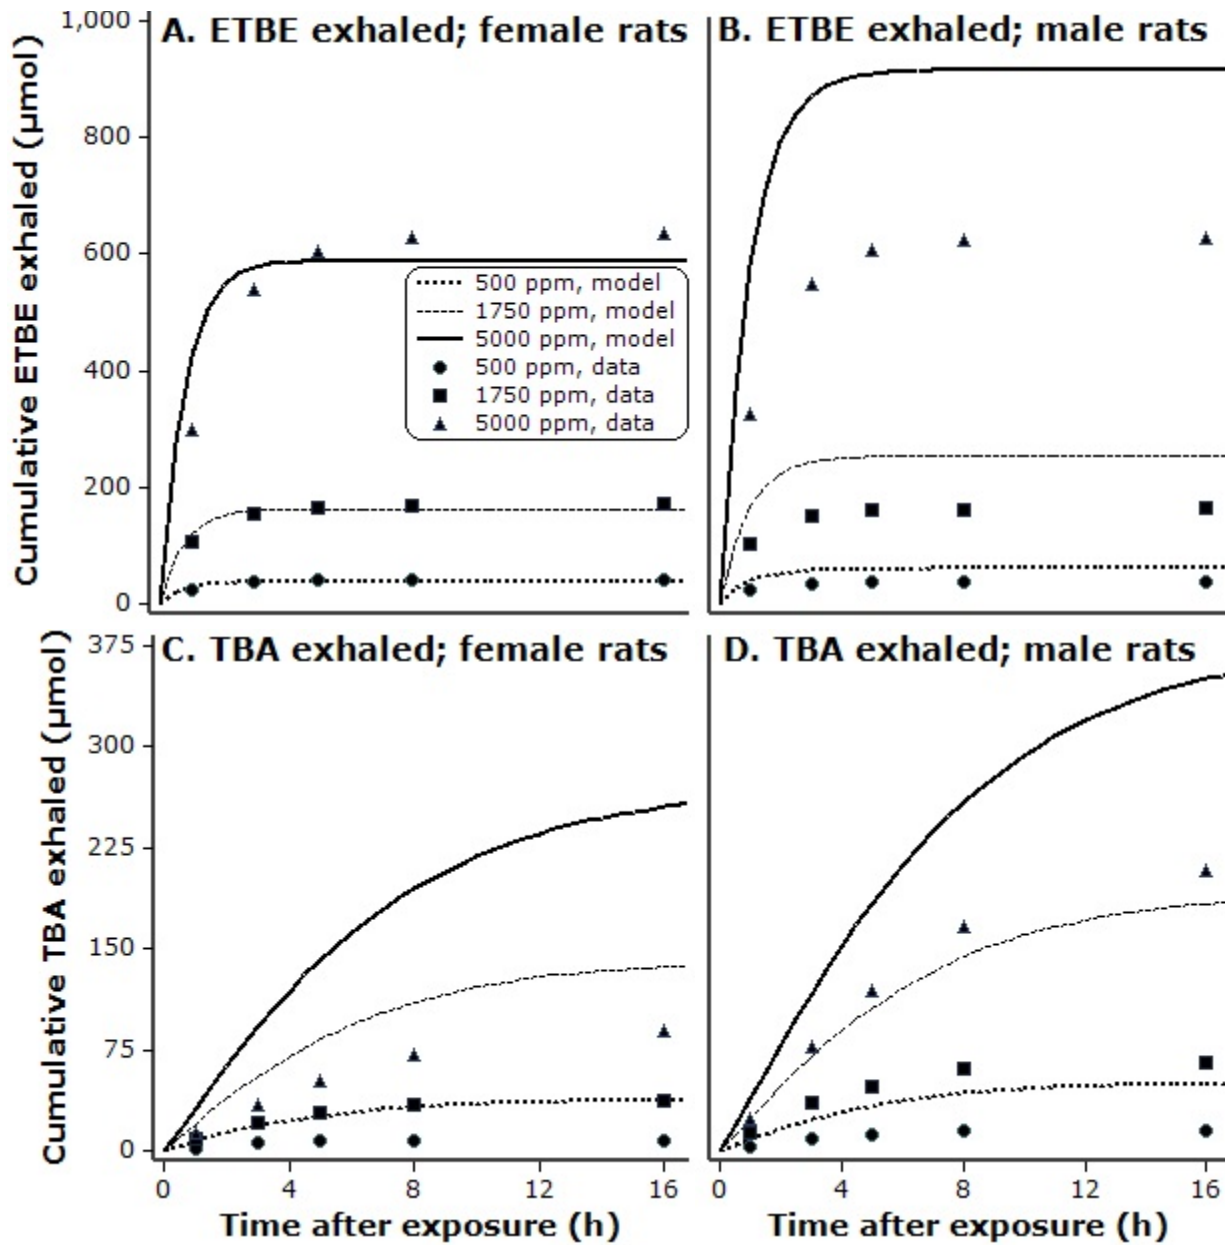 A. ETBE exhaled; female rats
B. ETBE exhaled; male rats
Cumulative ETBE exhaled (µmol)
1,000
800
600
400
200
0
500 ppm, model
1750 ppm, model
5000 ppm, model
500 ppm, data
1750 ppm, data
5000 ppm, data
C. TBA exhaled; female rats
D. TBA exhaled; male rats
Cumulative TBA exhaled (µmol)
375
300
225
150
75
0
0 4 8 12 16
0 4 8 12 16
Time after exposure (h)
Time after exposure (h)